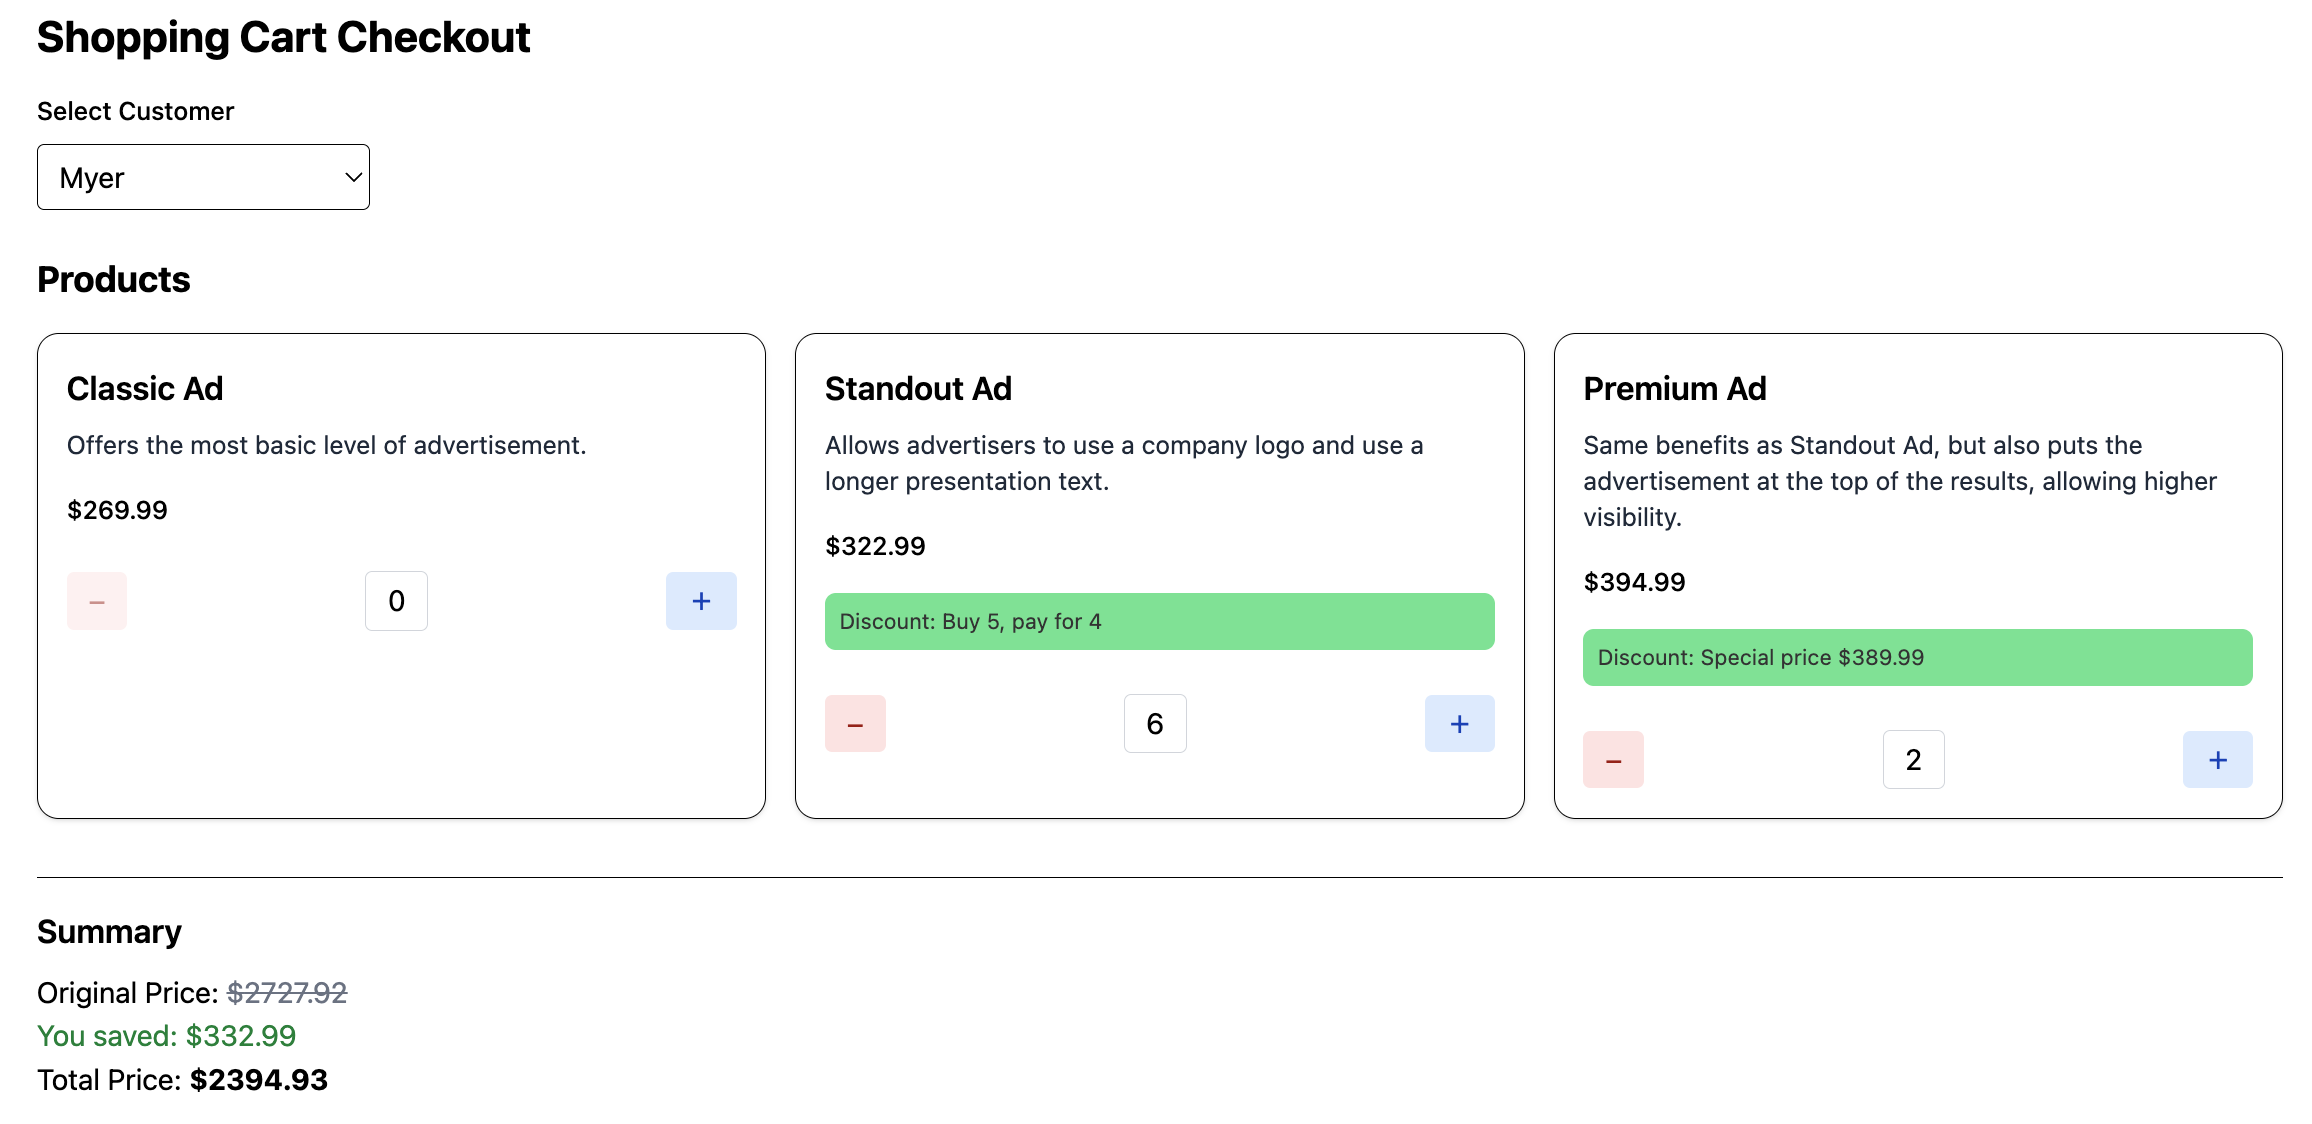 Shopping Cart Checkout
Select Customer
Myer
Products
Classic Ad
Offers the most basic level of advertisement.
$269.99
–
0
+
Standout Ad
Allows advertisers to use a company logo and use a
longer presentation text.
$322.99
Discount: Buy 5, pay for 4
–
6
+
Premium Ad
Same benefits as Standout Ad, but also puts the
advertisement at the top of the results, allowing higher
visibility.
$394.99
Discount: Special price $389.99
–
2
+
Summary
Original Price: $2727.92
You saved: $332.99
Total Price: $2394.93